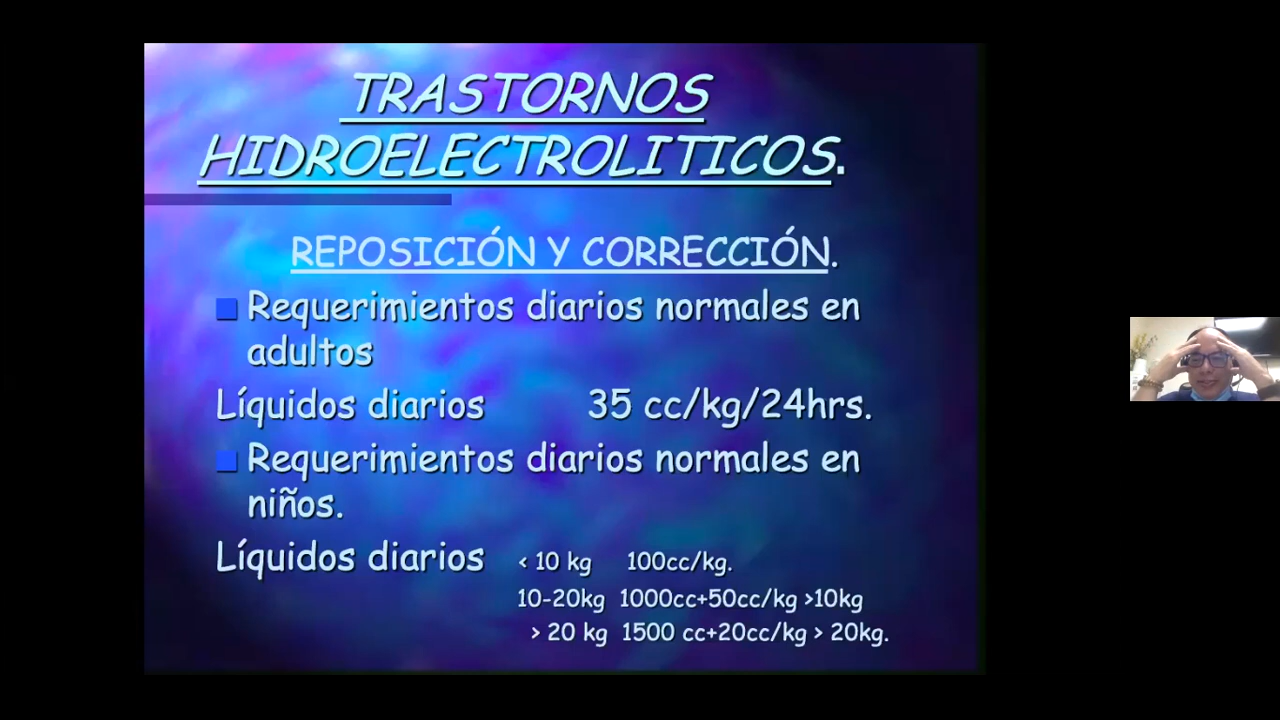 TRASTORNOS
HIDROELECTROLITICOS.
REPOSICIÓN Y CORRECCIÓN.
Requerimientos diarios normales en
adultos
Líquidos diarios 35 cc/kg/24hrs.
Requerimientos diarios normales en
niños.
Líquidos diarios < 10 kg 100cc/kg.
10-20kg 1000cc+50cc/kg >10kg
> 20 kg 1500 cc+20cc/kg > 20kg.